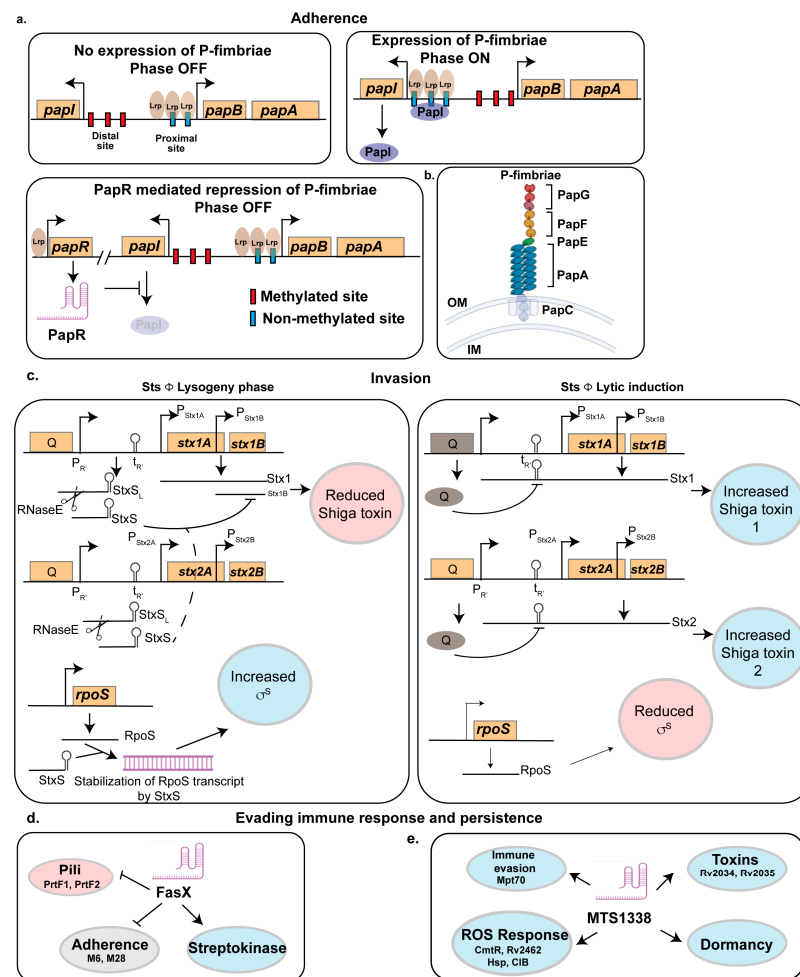 a.
Adherence
No expression of P-fimbriae
Phase OFF
papI
Lrp
Lrp
Lrp
papB
papA
Distal
site
Proximal
site
Expression of P-fimbriae
Phase ON
papI
Lrp
Lrp
Lrp
PapI
papB
papA
PapI
PapR mediated repression of P-fimbriae
Phase OFF
Lrp
papR
papI
Lrp
Lrp
Lrp
papB
papA
PapR
PapI
Methylated site
Non-methylated site
b.
P-fimbriae
PapG
PapF
PapE
PapA
OM
PapC
IM
c.
Invasion
Sts Φ Lysogeny phase
Q
PR'
tR'
PStx1A
PStx1B
stx1A
stx1B
StxSL
RNaseE
StxS
Stx1
Stx1B
Reduced
Shiga toxin
Q
PR'
tR'
PStx2A
PStx2B
stx2A
stx2B
StxSL
RNaseE
StxS
rpoS
RpoS
StxS
Stabilization of RpoS transcript
by StxS
Increased
σS
Sts Φ Lytic induction
Q
PR'
tR'
PStx1A
PStx1B
stx1A
stx1B
Q
Stx1
Increased
Shiga toxin
1
Q
PR'
tR'
PStx2A
PStx2B
stx2A
stx2B
Q
Stx2
Increased
Shiga toxin
2
rpoS
RpoS
Reduced
σS
d.
Evading immune response and persistence
Pili
PrtF1, PrtF2
FasX
Adherence
M6, M28
Streptokinase
e.
Immune
evasion
Mpt70
Toxins
Rv2034, Rv2035
MTS1338
ROS Response
CmtR, Rv2462
Hsp, CIB
Dormancy